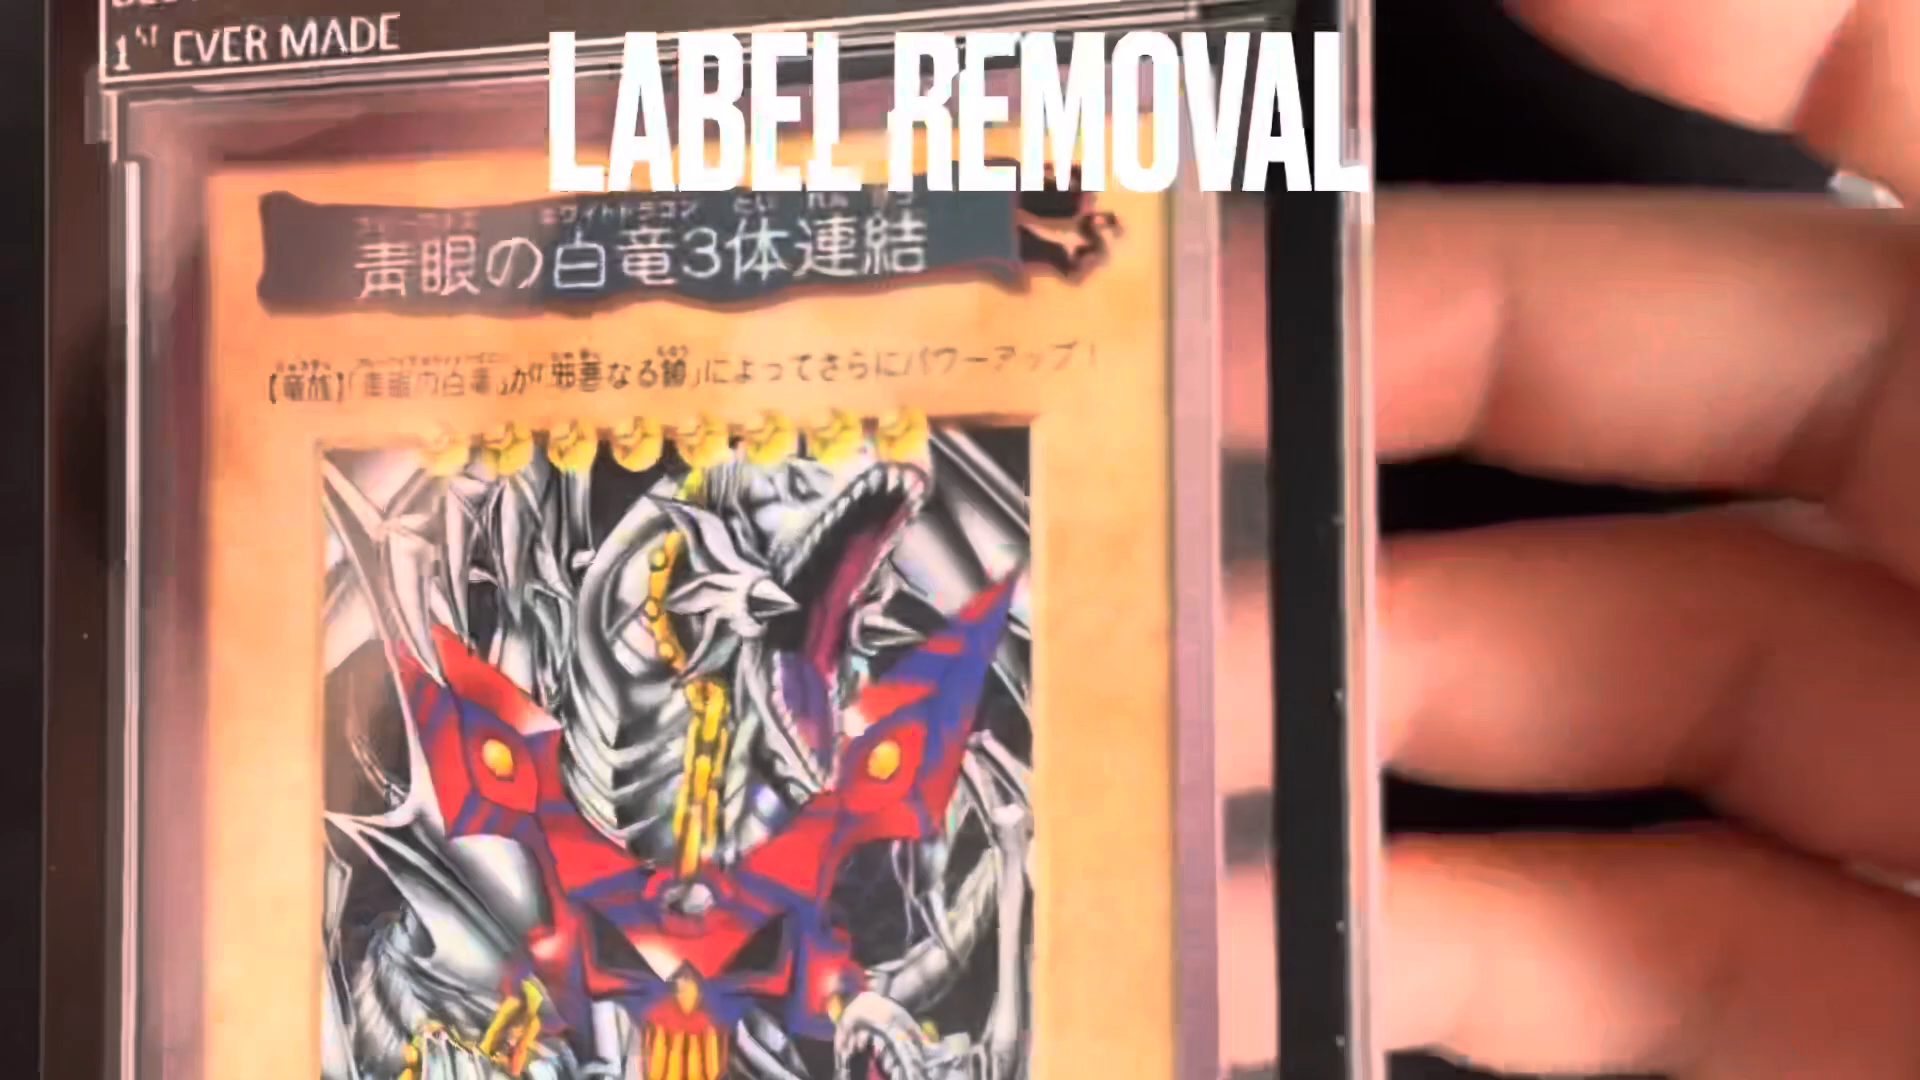 1ST EVER MADE
LABEL REMOVAL
青眼の白竜3体連結
【竜族】「青眼の白竜」が「邪悪なる鏡」によってさらにパワーアップ!